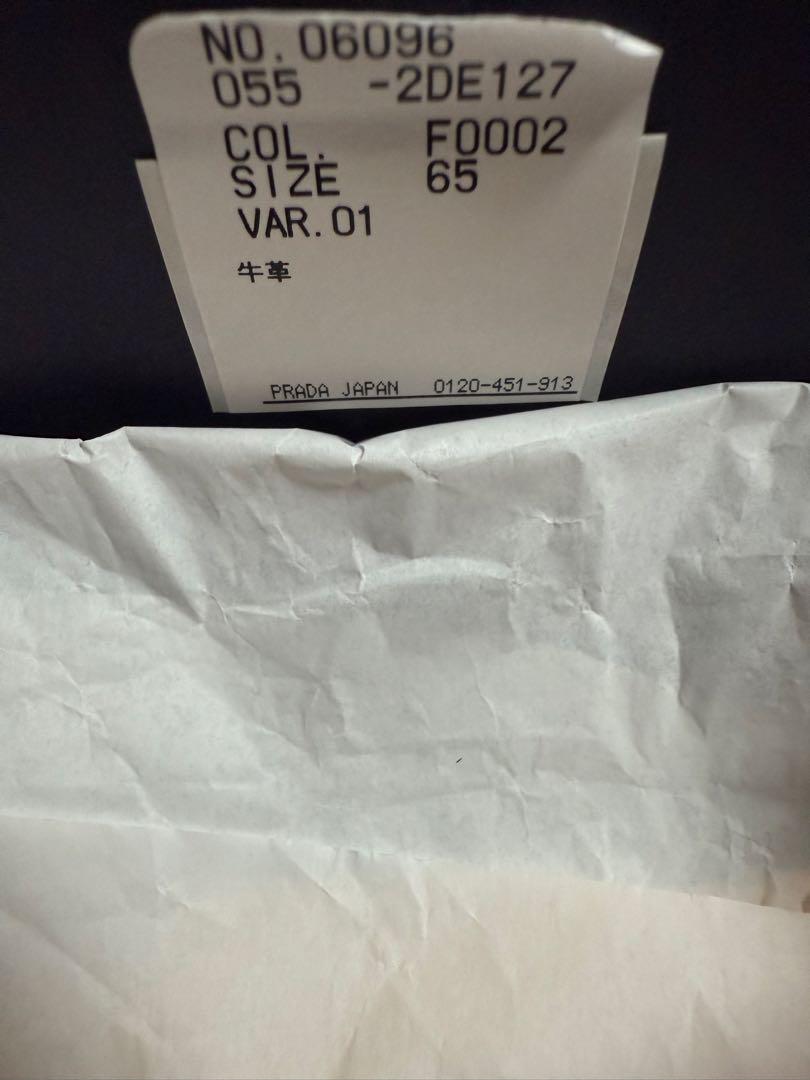 NO.06096
055 -2DE127
COL. F0002
SIZE 65
VAR.01
牛革
PRADA JAPAN 0120-451-913